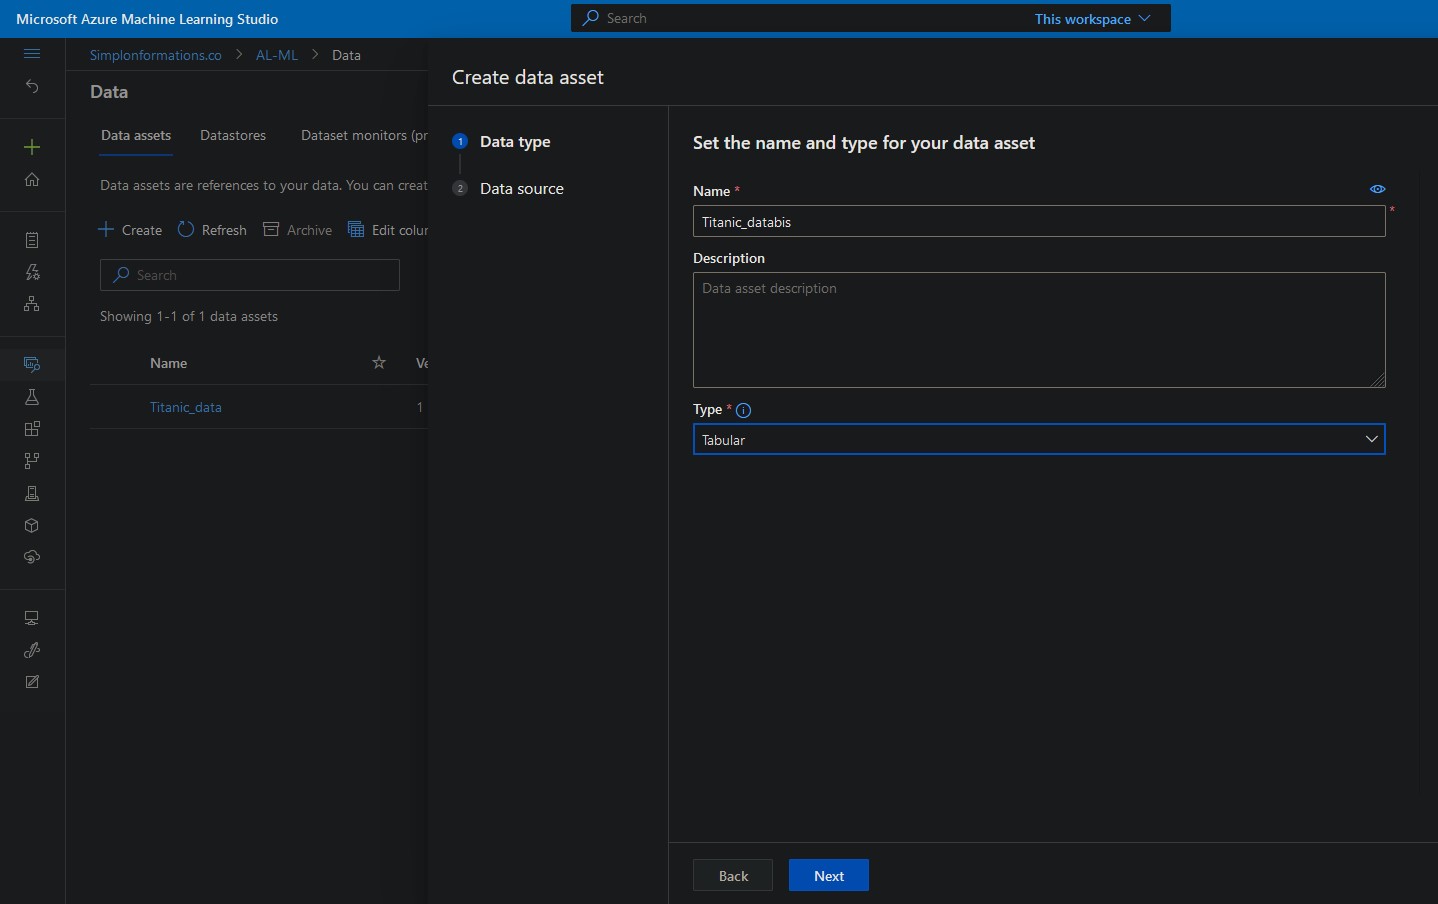 Microsoft Azure Machine Learning Studio
Search
This workspace
Simplonformations.co > AL-ML > Data
Data
Data assets Datastores Dataset monitors (pr
Data assets are references to your data. You can creat
Create Refresh Archive Edit colur
Search
Showing 1-1 of 1 data assets
Name Ve
Titanic_data 1
Create data asset
1 Data type
2 Data source
Set the name and type for your data asset
Name *
Titanic_databis *
Description
Data asset description
Type *
Tabular
Back Next